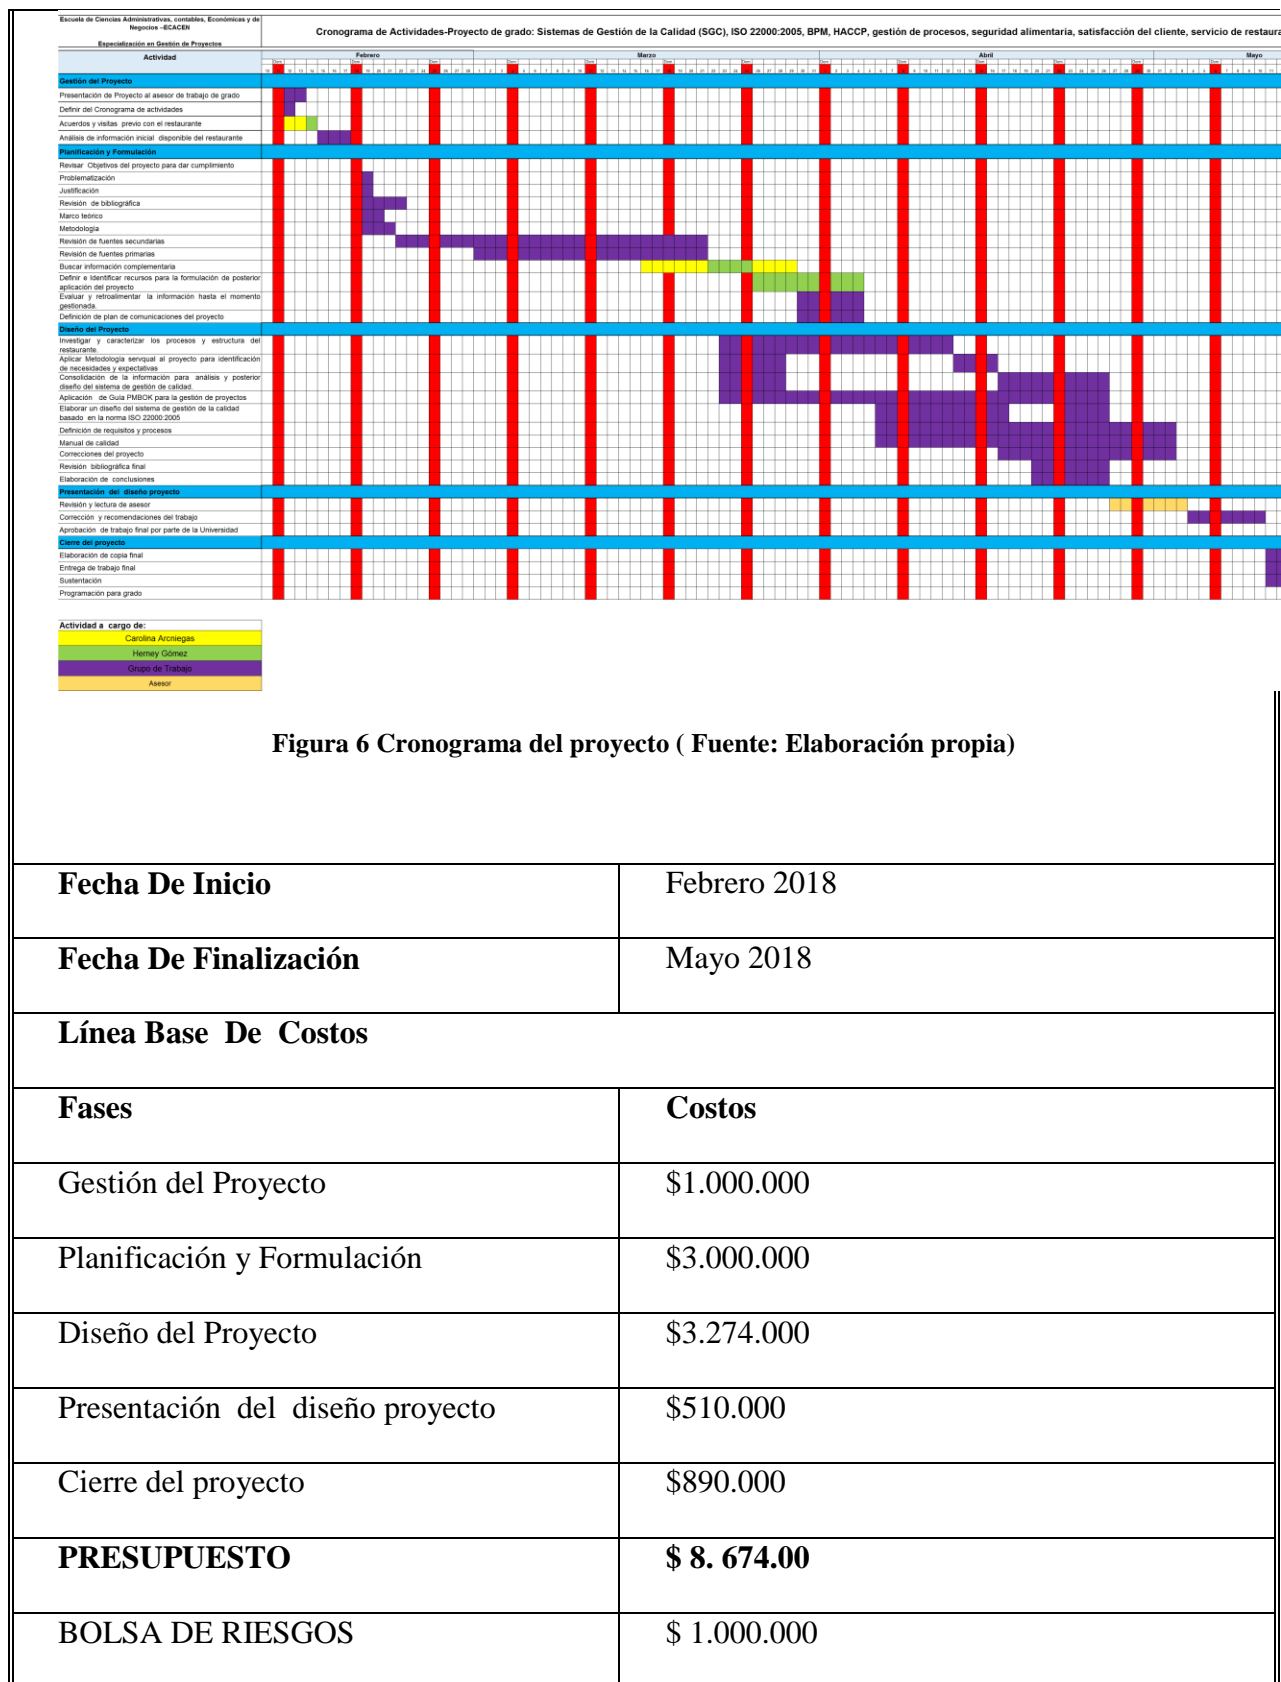 Escuela de Ciencias Administrativas, contables, Económicas y de
Negocios –ECACEN
Especialización en Gestión de Proyectos
Cronograma de Actividades-Proyecto de grado: Sistemas de Gestión de la Calidad (SGC), ISO 22000:2005, BPM, HACCP, gestión de procesos, seguridad alimentaria, satisfacción del cliente, servicio de restaura
Actividad
Febrero
Marzo
Abril
Mayo
Gestión del Proyecto
Presentación de Proyecto al asesor de trabajo de grado
Definir del Cronograma de actividades
Acuerdos y visitas previo con el restaurante
Análisis de información inicial disponible del restaurante
Planificación y Formulación
Revisar Objetivos del proyecto para dar cumplimiento
Problematización
Justificación
Revisión de bibliográfica
Marco teórico
Metodología
Revisión de fuentes secundarias
Revisión de fuentes primarias
Buscar información complementaria
Definir e Identificar recursos para la formulación de posterior
aplicación del proyecto
Evaluar y retroalimentar la información hasta el momento
gestionada.
Definición de plan de comunicaciones del proyecto
Diseño del Proyecto
Investigar y caracterizar los procesos y estructura del
restaurante.
Aplicar Metodología servqual al proyecto para identificación
de necesidades y expectativas
Consolidación de la información para análisis y posterior
diseño del sistema de gestión de calidad.
Aplicación de Guía PMBOK para la gestión de proyectos
Elaborar un diseño del sistema de gestión de la calidad
basado en la norma ISO 22000:2005
Definición de requisitos y procesos
Manual de calidad
Correcciones del proyecto
Revisión bibliográfica final
Elaboración de conclusiones
Presentación del diseño proyecto
Revisión y lectura de asesor
Corrección y recomendaciones del trabajo
Aprobación de trabajo final por parte de la Universidad
Cierre del proyecto
Elaboración de copia final
Entrega de trabajo final
Sustentación
Programación para grado
Actividad a cargo de:
Carolina Arcniegas
Herney Gómez
Grupo de Trabajo
Asesor
Figura 6 Cronograma del proyecto ( Fuente: Elaboración propia)
Fecha De Inicio Febrero 2018
Fecha De Finalización Mayo 2018
Línea Base De Costos
Fases Costos
Gestión del Proyecto $1.000.000
Planificación y Formulación $3.000.000
Diseño del Proyecto $3.274.000
Presentación del diseño proyecto $510.000
Cierre del proyecto $890.000
PRESUPUESTO $ 8. 674.00
BOLSA DE RIESGOS $ 1.000.000